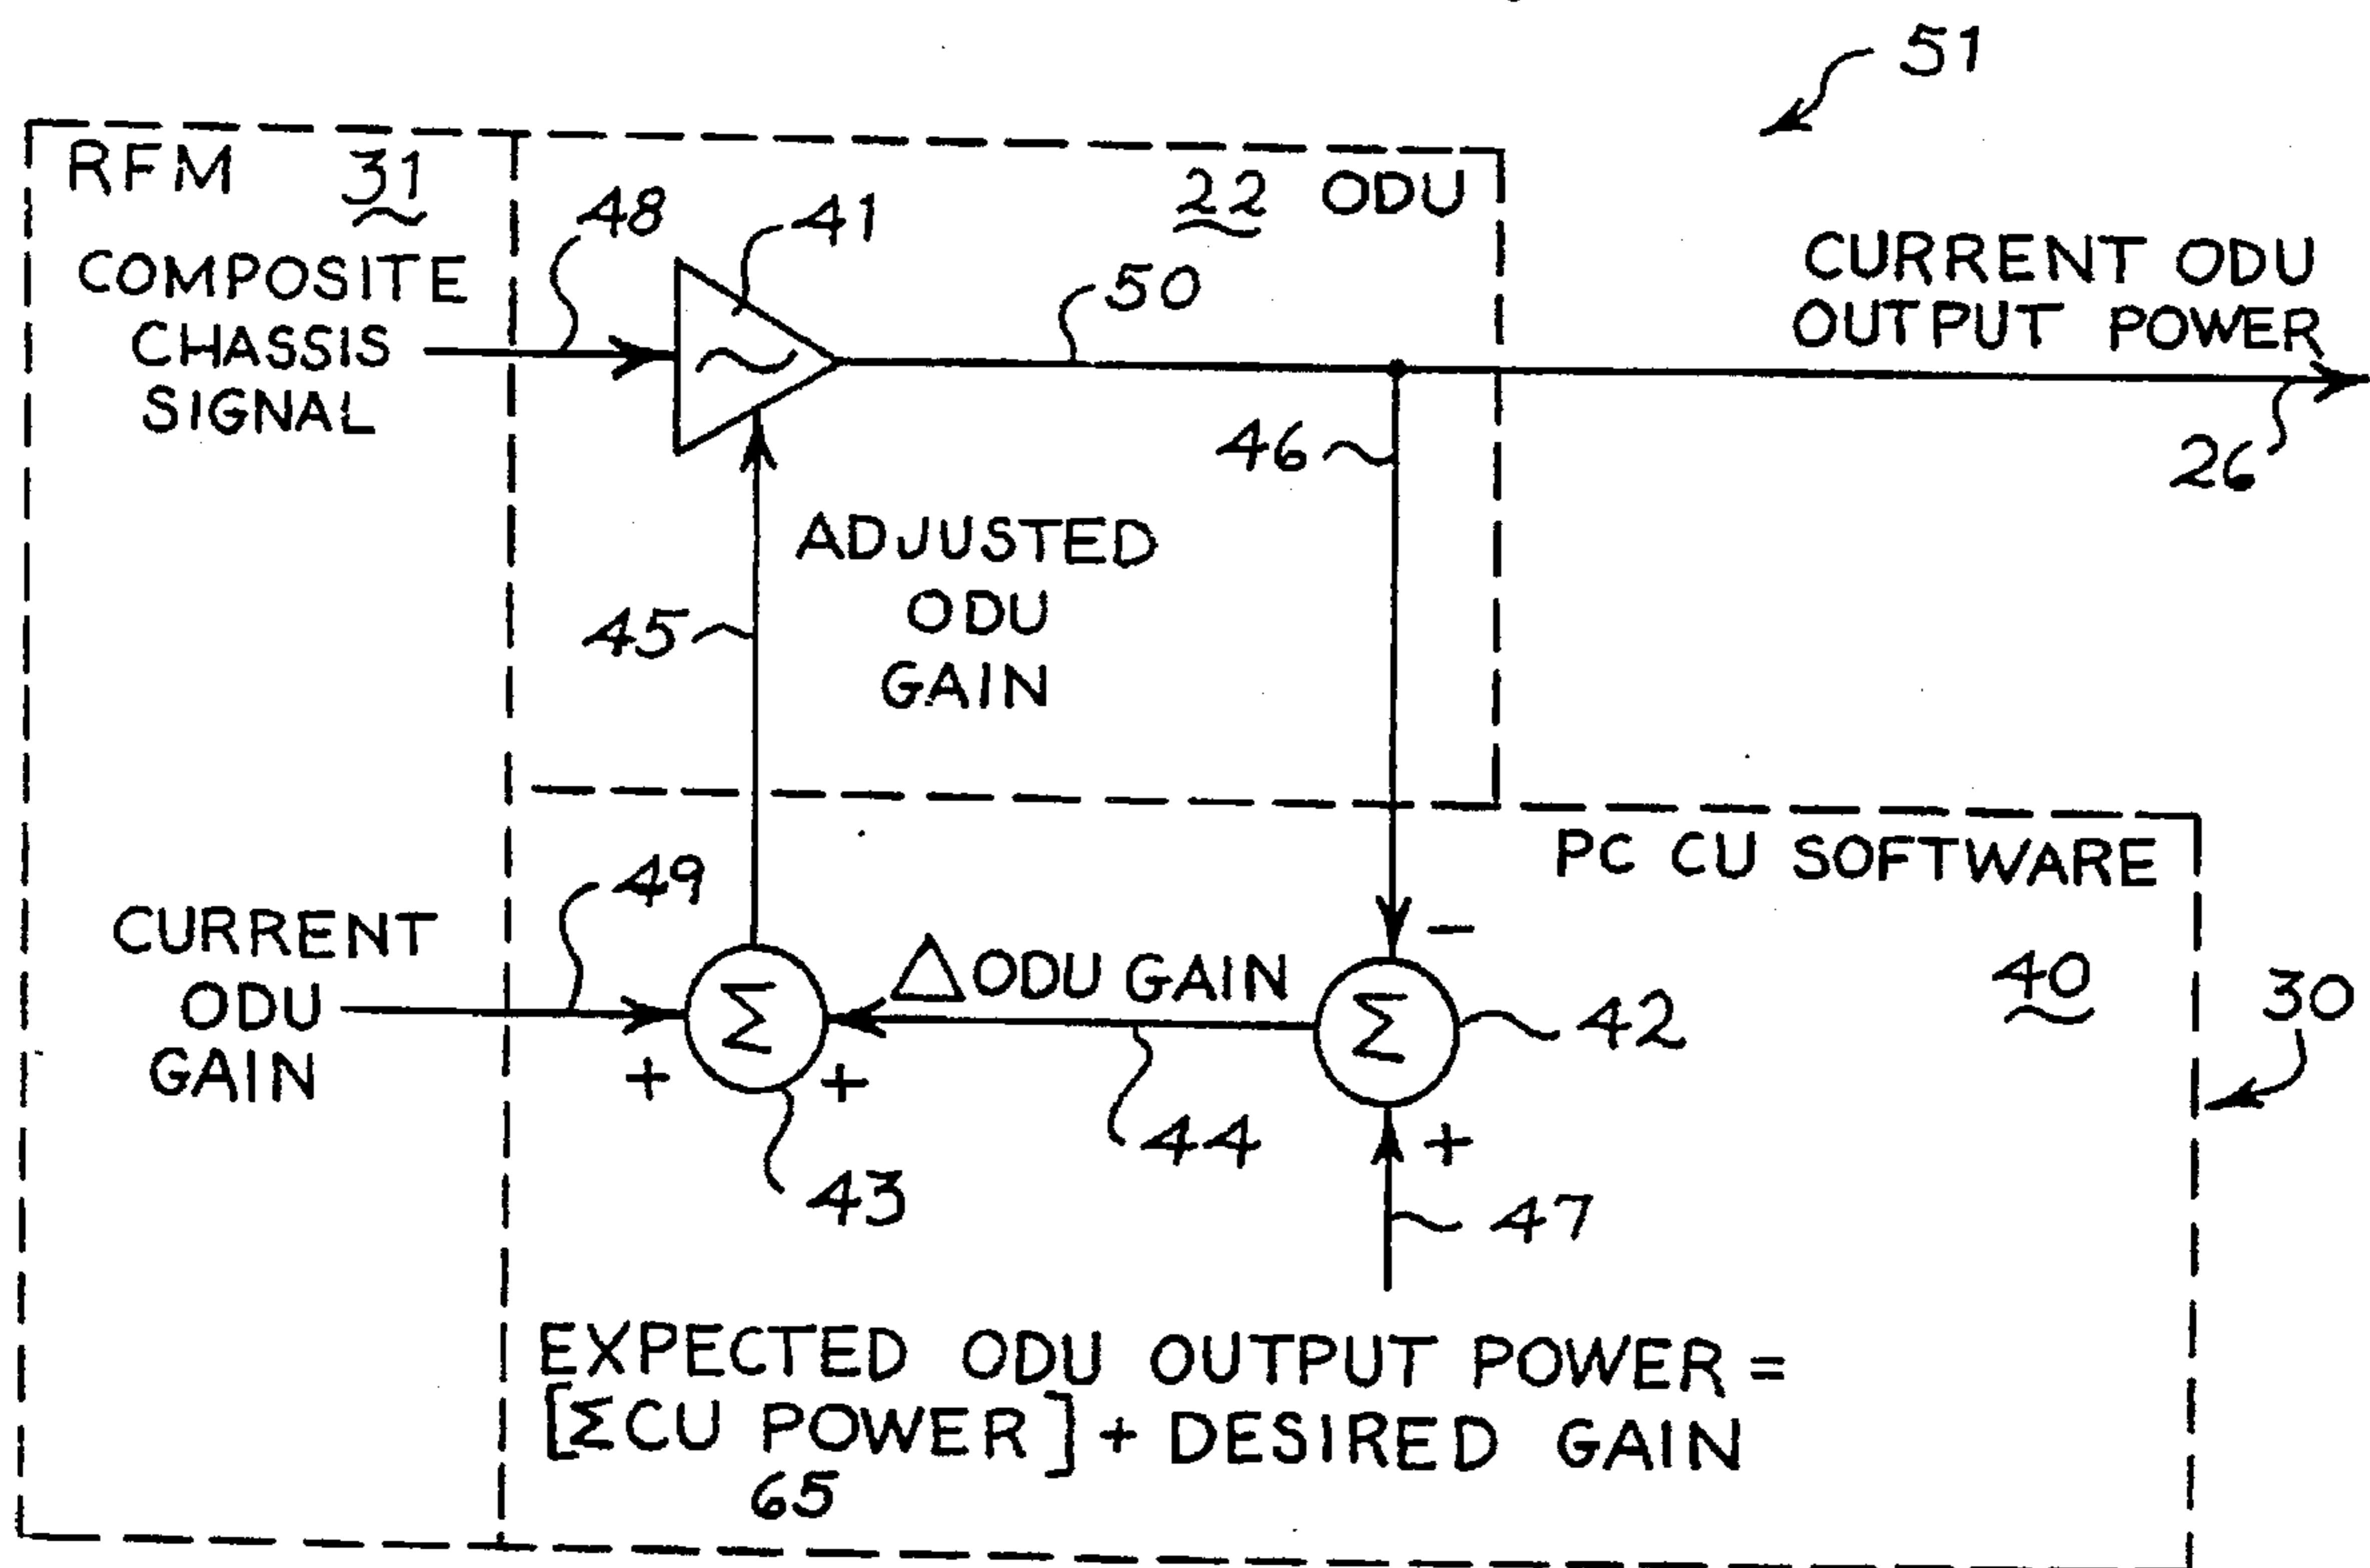 51
RFM 31
22 ODU
48
41
50
COMPOSITE
CHASSIS
SIGNAL
CURRENT ODU
OUTPUT POWER
26
46
45
ADJUSTED
ODU
GAIN
PC CU SOFTWARE
40
30
49
CURRENT
ODU
GAIN
Σ
+
+
43
Δ ODU GAIN
44
-
Σ
42
+
47
EXPECTED ODU OUTPUT POWER =
[ΣCU POWER] + DESIRED GAIN
65